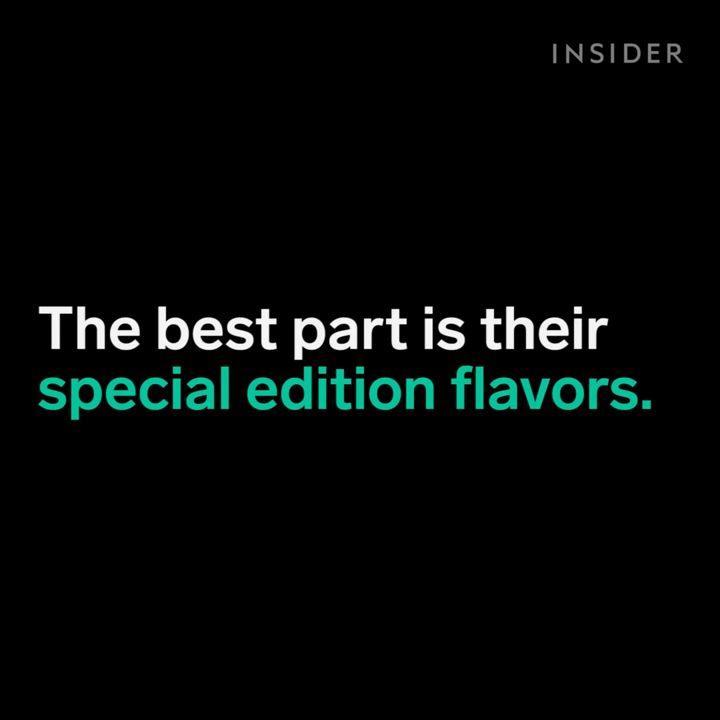 INSIDER
The best part is their
special edition flavors.